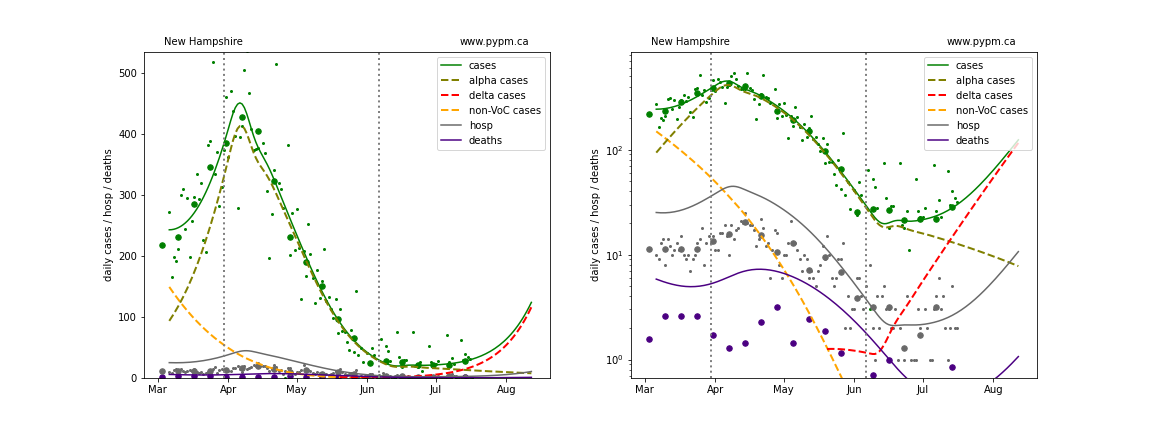 New Hampshire www.pypm.ca
500
400
300
200
100
0
daily cases / hosp / deaths
cases
alpha cases
delta cases
non-VoC cases
hosp
deaths
Mar Apr May Jun Jul Aug
New Hampshire www.pypm.ca
10²
10¹
10⁰
daily cases / hosp / deaths
cases
alpha cases
delta cases
non-VoC cases
hosp
deaths
Mar Apr May Jun Jul Aug